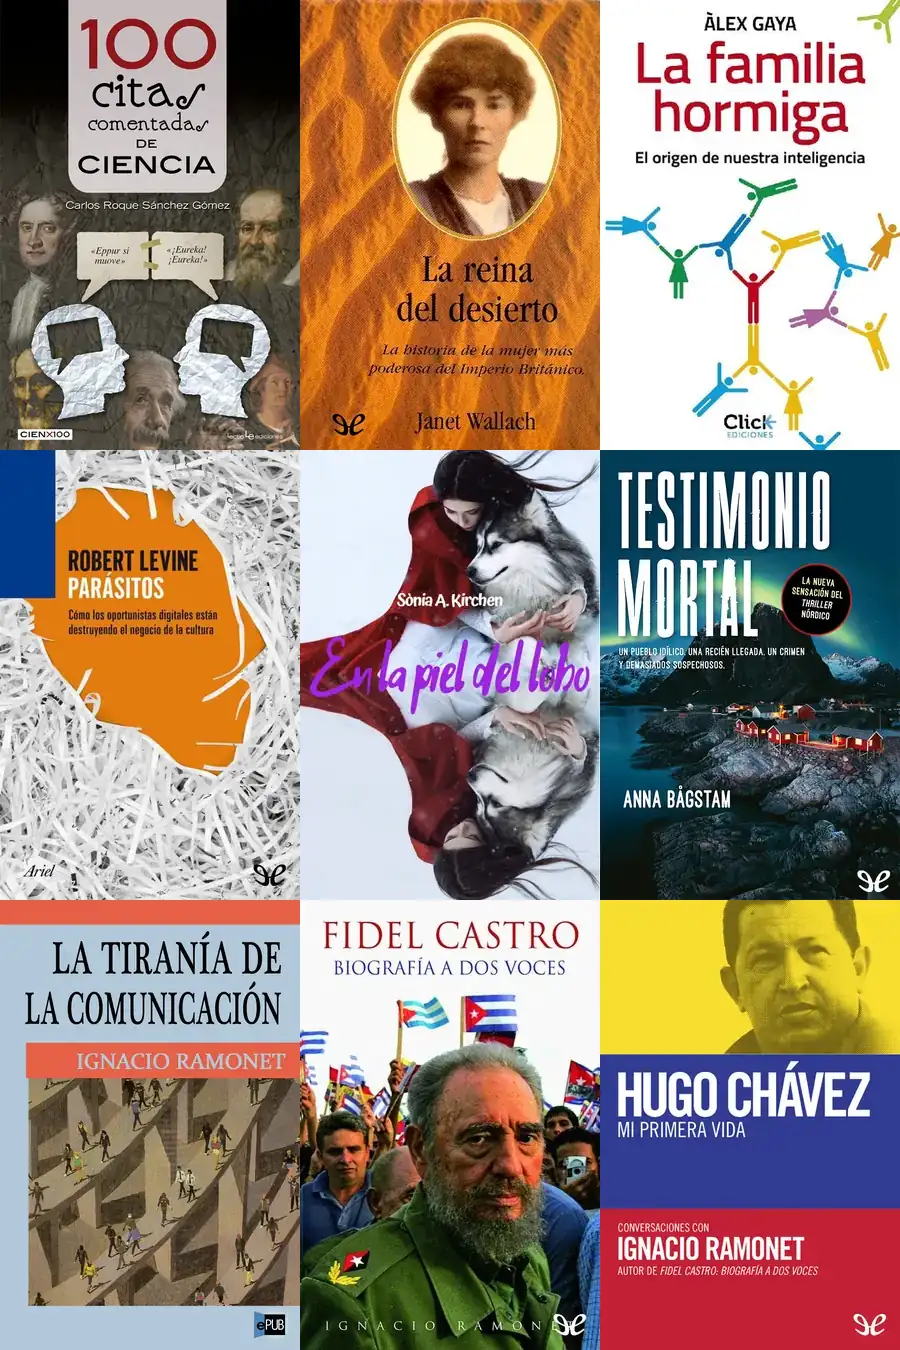 100
citas
comentadas
DE
CIENCIA
Carlos Roque Sánchez Gómez
«Eppur si
muove»
«¡Eureka!
¡Eureka!»
CIENX100
La reina
del desierto
La historia de la mujer más
poderosa del Imperio Británico.
Janet Wallach
ÀLEX GAYA
La familia
hormiga
El origen de nuestra inteligencia
Click
EDICIONES
ROBERT LEVINE
PARÁSITOS
Cómo los oportunistas digitales están
destruyendo el negocio de la cultura
Ariel
Sònia A. Kirchen
En la piel del lobo
TESTIMONIO
MORTAL
LA NUEVA
SENSACIÓN DEL
THRILLER
NÓRDICO
UN PUEBLO IDÍLICO. UNA RECIÉN LLEGADA. UN CRIMEN
Y DEMASIADOS SOSPECHOSOS.
ANNA BÅGSTAM
LA TIRANÍA DE
LA COMUNICACIÓN
IGNACIO RAMONET
ePUB
FIDEL CASTRO
BIOGRAFÍA A DOS VOCES
IGNACIO RAMONET
HUGO CHÁVEZ
MI PRIMERA VIDA
CONVERSACIONES CON
IGNACIO RAMONET
AUTOR DE FIDEL CASTRO: BIOGRAFÍA A DOS VOCES